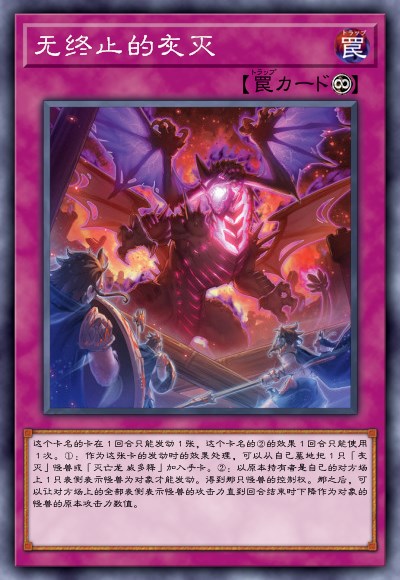 无终止的灰灭
トラップ
罠
トラップ
【罠カード】
这个卡名的卡在1回合只能发动1张，这个卡名的②的效果1回合只能使用
1次。①：作为这张卡的发动时的效果处理，可以从自己墓地把1只「灰
灭」怪兽或「灭亡龙 威多释」加入手卡。②：以原本持有者是自己的对方场
上1只表侧表示怪兽为对象才能发动。得到那只怪兽的控制权。那之后，可
以让对方场上的全部表侧表示怪兽的攻击力直到回合结束时下降作为对象的
怪兽的原本攻击力数值。